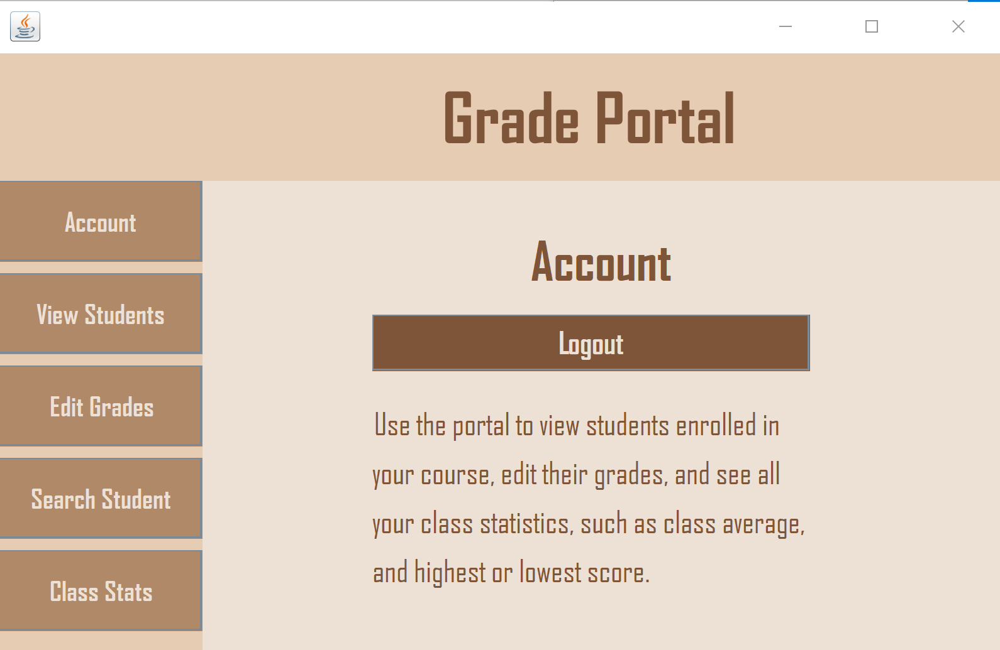 Grade Portal
Account
View Students
Edit Grades
Search Student
Class Stats
Account
Logout
Use the portal to view students enrolled in
your course, edit their grades, and see all
your class statistics, such as class average,
and highest or lowest score.